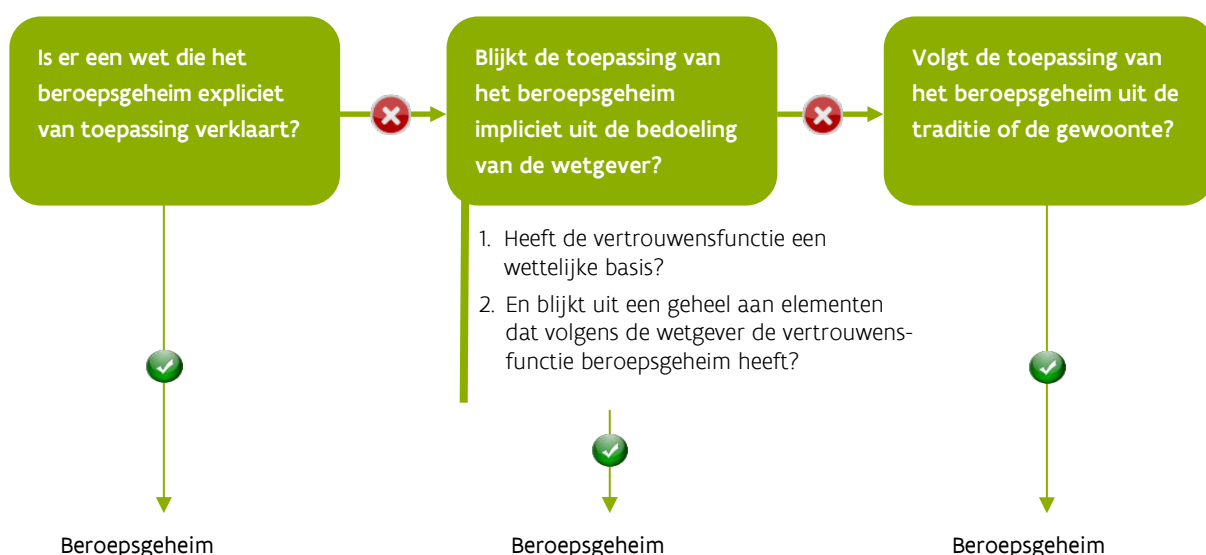 Is er een wet die het
beroepsgeheim expliciet
van toepassing verklaart?
Blijkt de toepassing van
het beroepsgeheim
impliciet uit de bedoeling
van de wetgever?
Volgt de toepassing van
het beroepsgeheim uit de
traditie of de gewoonte?
1. Heeft de vertrouwensfunctie een
wettelijke basis?
2. En blijkt uit een geheel aan elementen
dat volgens de wetgever de vertrouwens-
functie beroepsgeheim heeft?
Beroepsgeheim
Beroepsgeheim
Beroepsgeheim